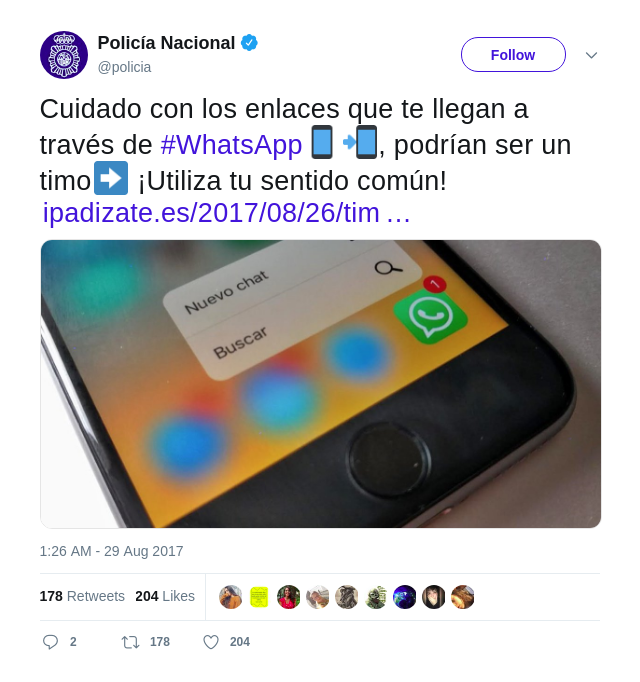 Policía Nacional
@policia
Follow
Cuidado con los enlaces que te llegan a
través de #WhatsApp 📱 📲, podrían ser un
timo➡ ¡Utiliza tu sentido común!
ipadizate.es/2017/08/26/tim …
Nuevo chat
Buscar
1
1:26 AM - 29 Aug 2017
178 Retweets 204 Likes
2 178 204